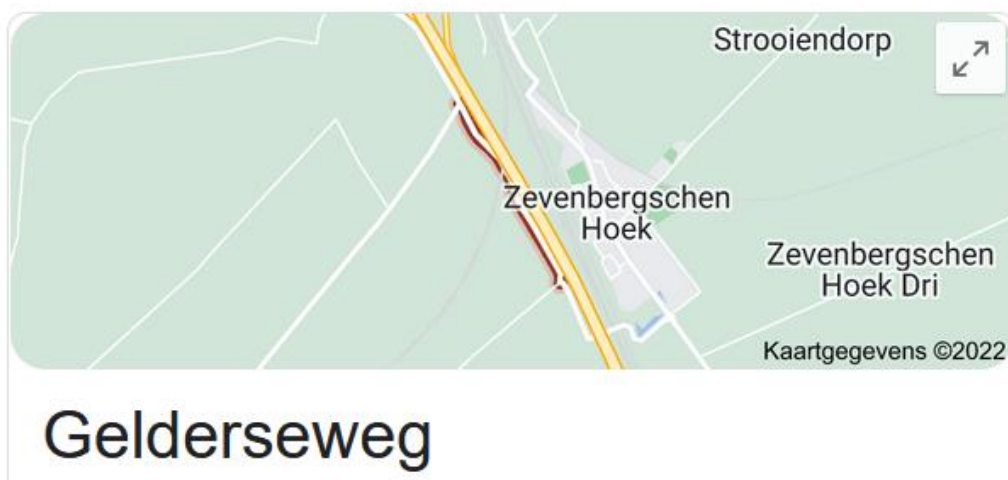 Strooiendorp
Zevenbergschen
Hoek
Zevenbergschen
Hoek Dri
Kaartgegevens ©2022
Gelderseweg